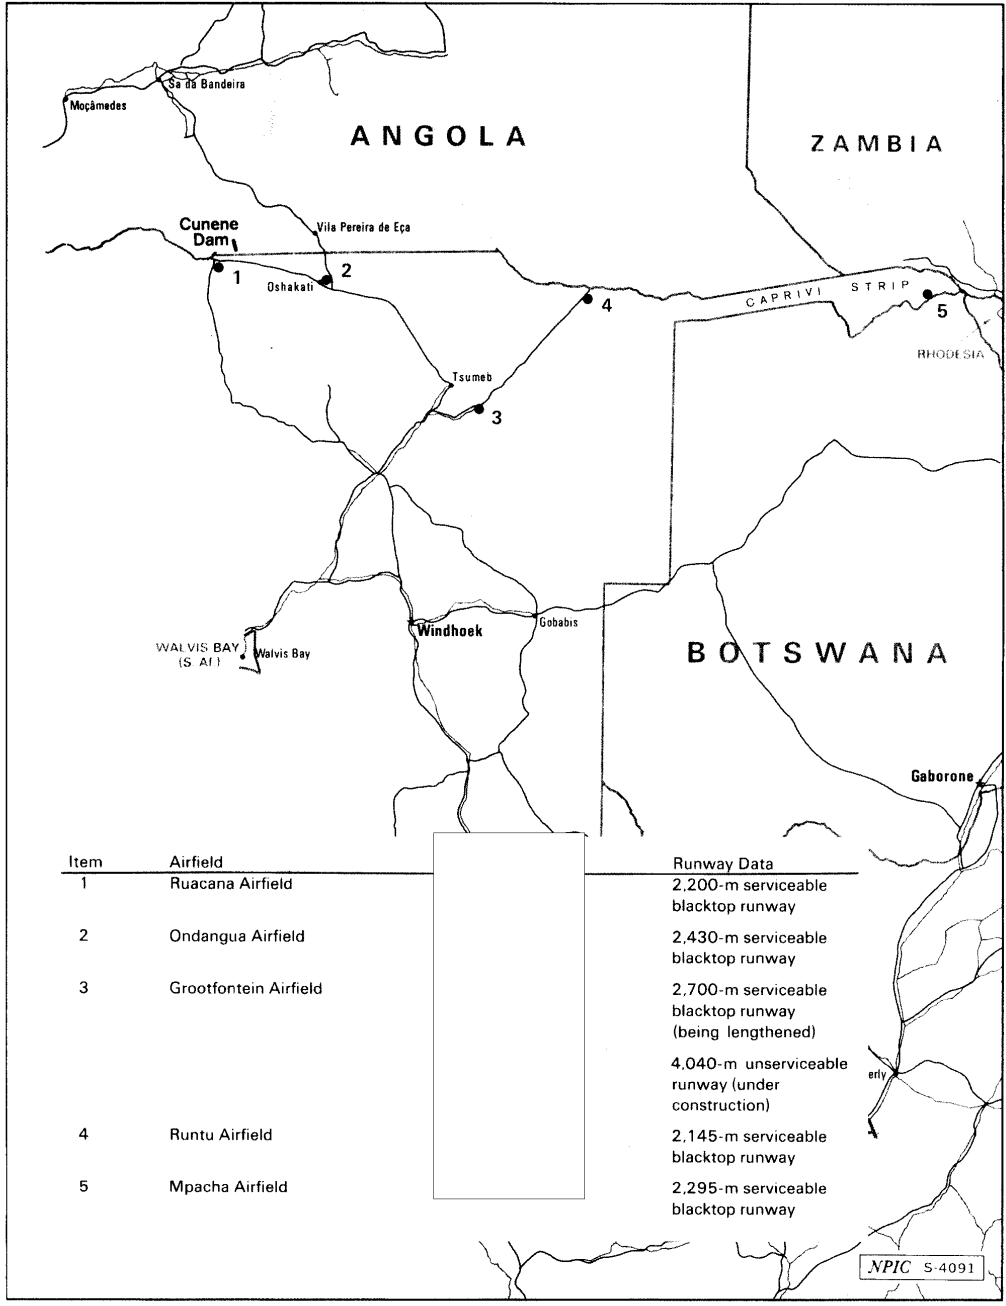 Sa da Bandeira
Moçâmedes
ANGOLA
ZAMBIA
Cunene
Dam
Vila Pereira de Eça
1
2
Oshakati
4
CAPRIVI STRIP
5
RHODESIA
Tsumeb
3
Windhoek
Gobabis
WALVIS BAY
(S. Af.)
Walvis Bay
BOTSWANA
Gaborone
Item Airfield Runway Data
1 Ruacana Airfield 2,200-m serviceable
blacktop runway
2 Ondangua Airfield 2,430-m serviceable
blacktop runway
3 Grootfontein Airfield 2,700-m serviceable
blacktop runway
(being lengthened)
4,040-m unserviceable
runway (under
construction)
erly
4 Runtu Airfield 2,145-m serviceable
blacktop runway
5 Mpacha Airfield 2,295-m serviceable
blacktop runway
NPIC S-4091